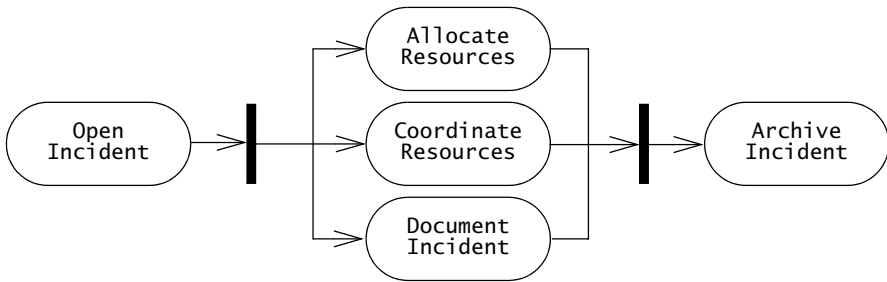 Allocate
Resources
Open
Incident
Coordinate
Resources
Archive
Incident
Document
Incident